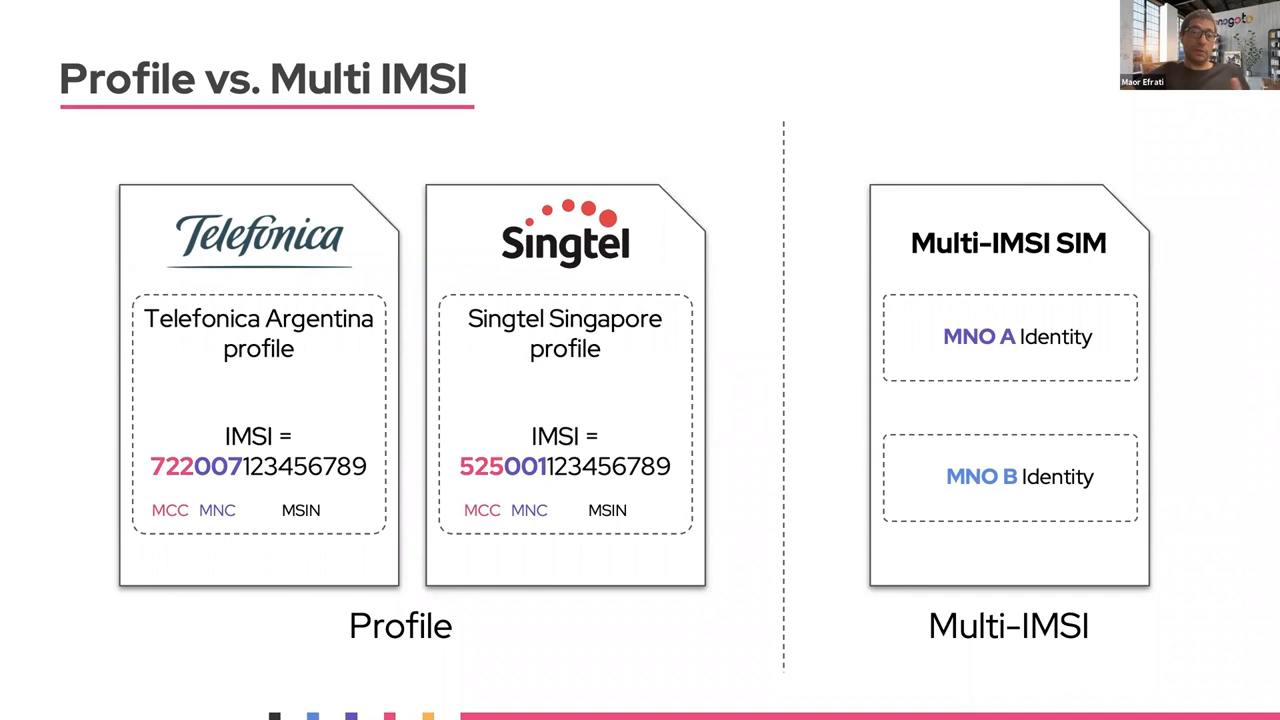 Profile vs. Multi IMSI
Maor Efrati
Telefónica
Telefonica Argentina
profile
IMSI =
722007123456789
MCC MNC MSIN
Singtel
Singtel Singapore
profile
IMSI =
525001123456789
MCC MNC MSIN
Profile
Multi-IMSI SIM
MNO A Identity
MNO B Identity
Multi-IMSI